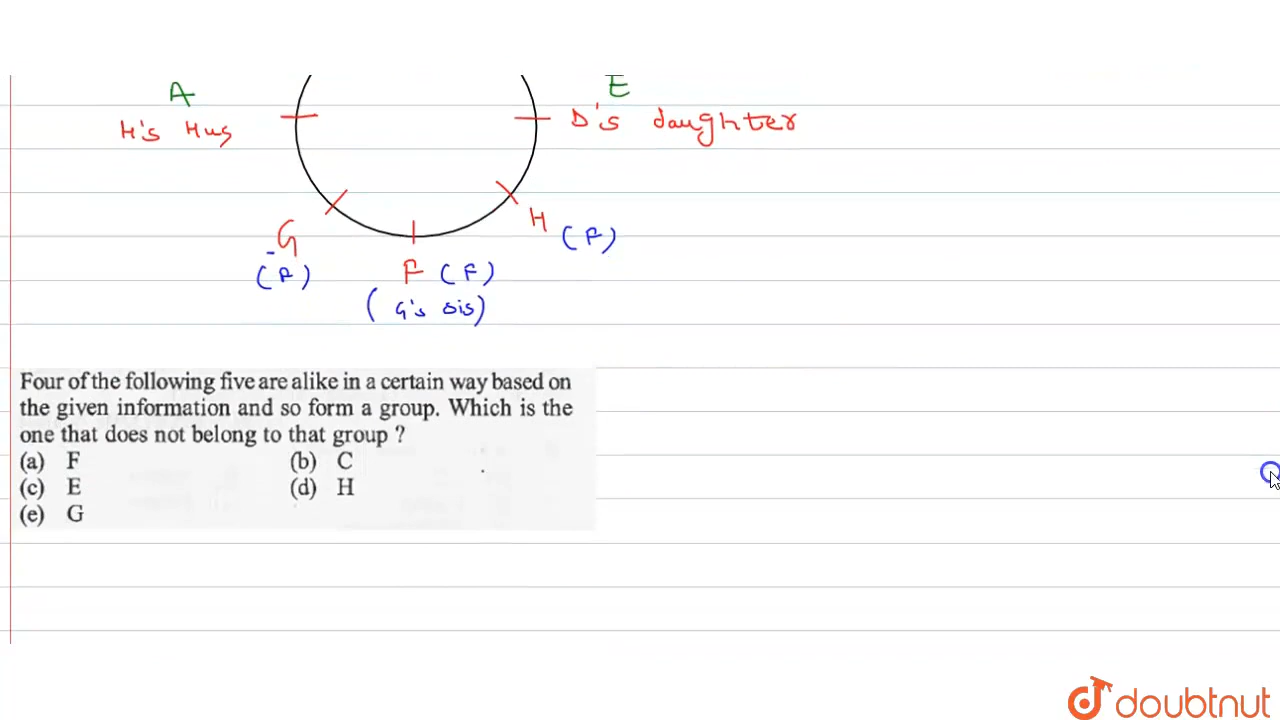 A
E
H's Hus
D's daughter
G
H
(F)
(F)
F (F)
(G's sis)
Four of the following five are alike in a certain way based on
the given information and so form a group. Which is the
one that does not belong to that group ?
(a) F (b) C
(c) E (d) H
(e) G
doubtnut